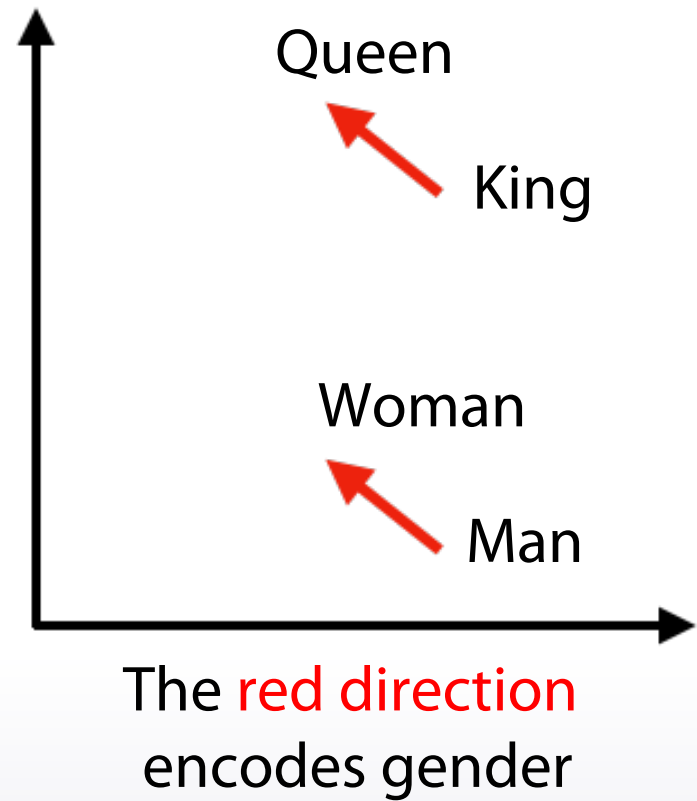 Queen
King
Woman
Man
The red direction
encodes gender